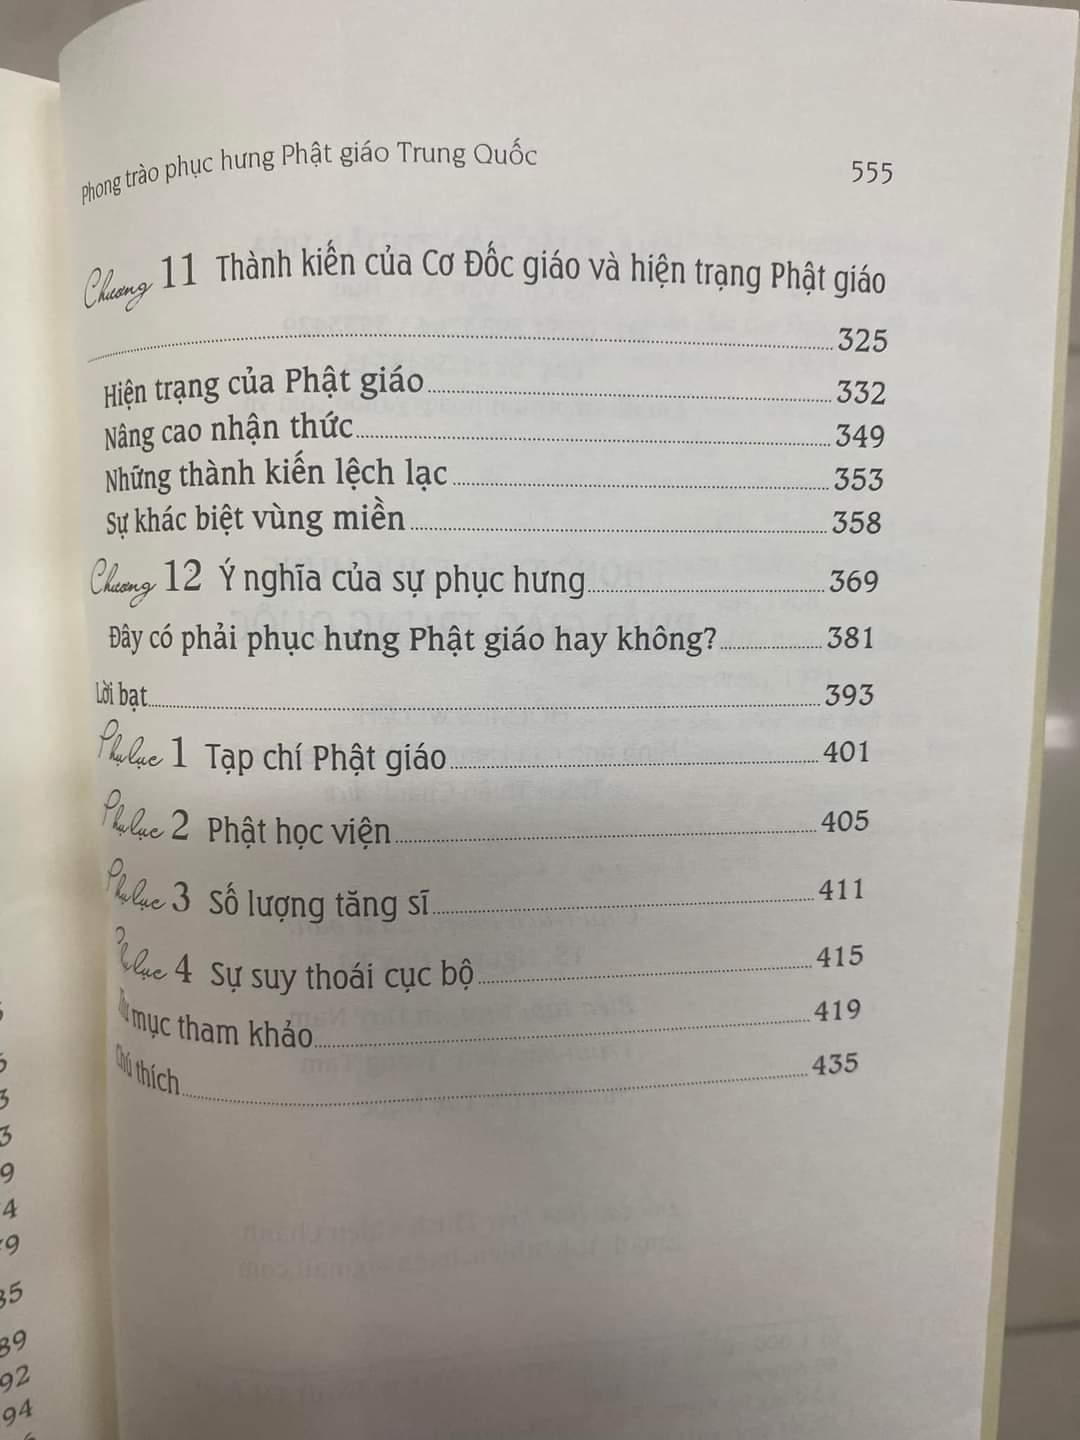 Phong trào phục hưng Phật giáo Trung Quốc 555
Chương 11 Thành kiến của Cơ Đốc giáo và hiện trạng Phật giáo
325
Hiện trạng của Phật giáo 332
Nâng cao nhận thức 349
Những thành kiến lệch lạc 353
Sự khác biệt vùng miền 358
Chương 12 Ý nghĩa của sự phục hưng 369
Đây có phải phục hưng Phật giáo hay không? 381
Lời bạt 393
Phụ lục 1 Tạp chí Phật giáo 401
Phụ lục 2 Phật học viện 405
Phụ lục 3 Số lượng tăng sĩ 411
Phụ lục 4 Sự suy thoái cục bộ 415
Thư mục tham khảo 419
Chú thích 435